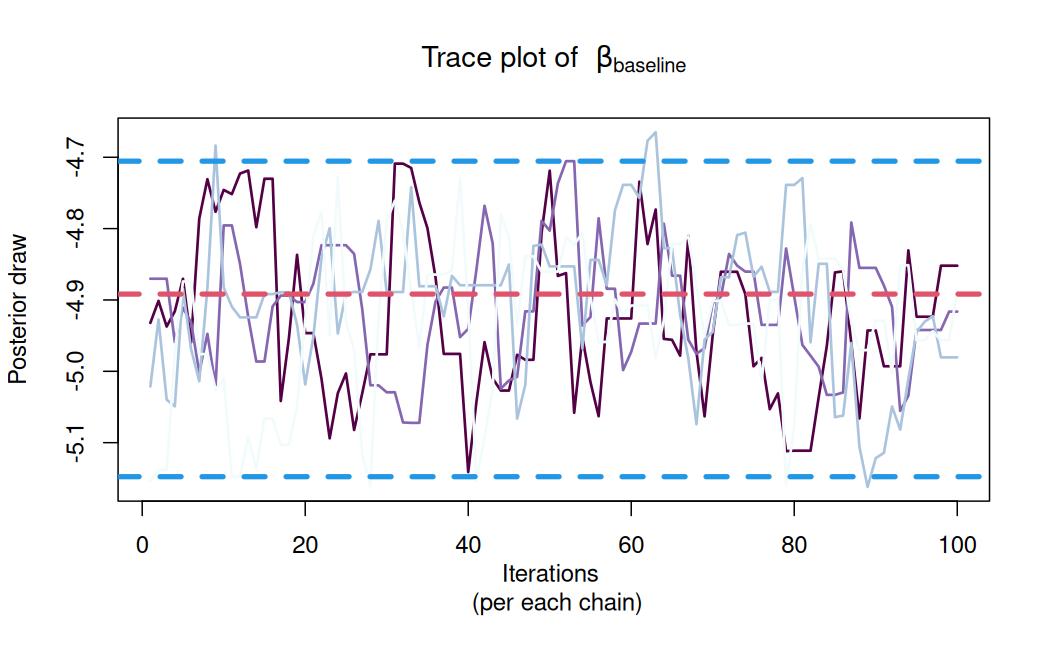 Trace plot of βbaseline
Posterior draw
-4.7
-4.8
-4.9
-5.0
-5.1
0 20 40 60 80 100
Iterations
(per each chain)